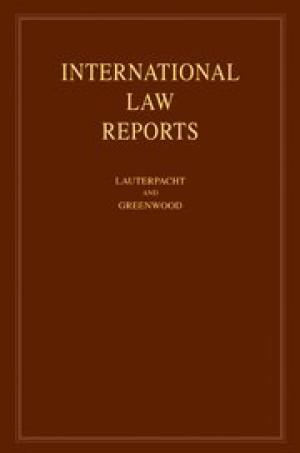 INTERNATIONAL
LAW
REPORTS
LAUTERPACHT
AND
GREENWOOD